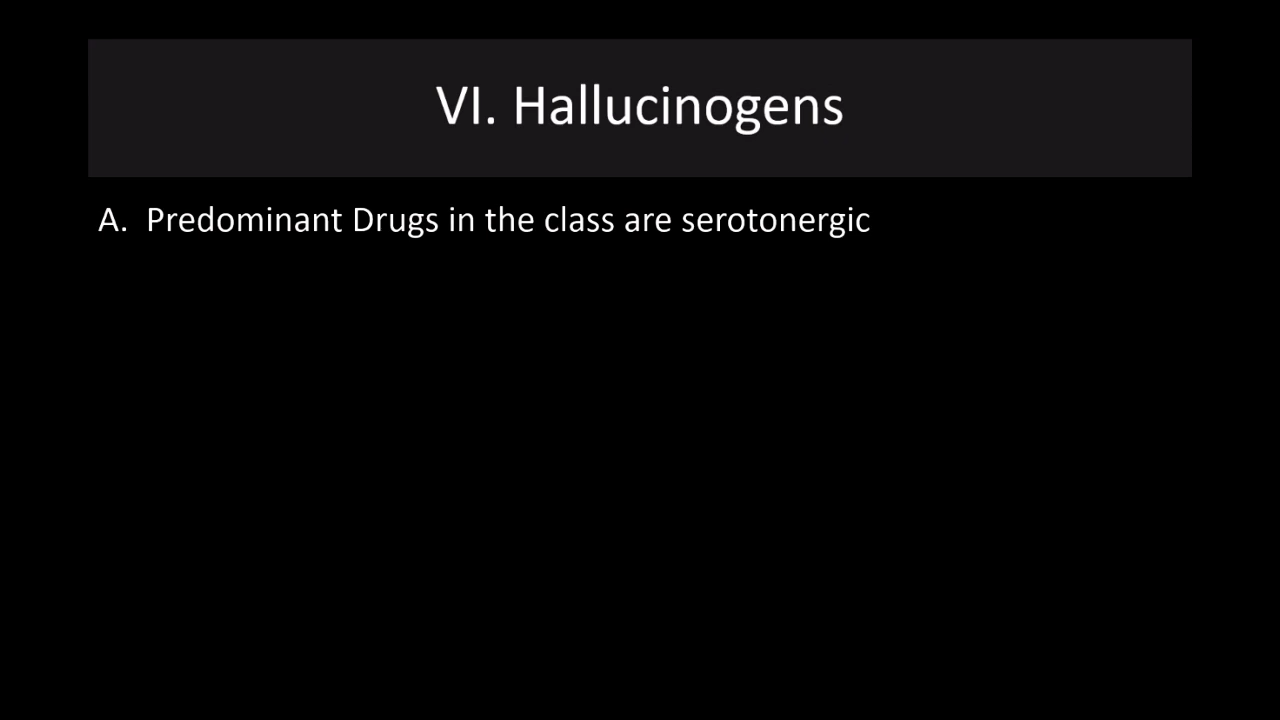 VI. Hallucinogens
A. Predominant Drugs in the class are serotonergic